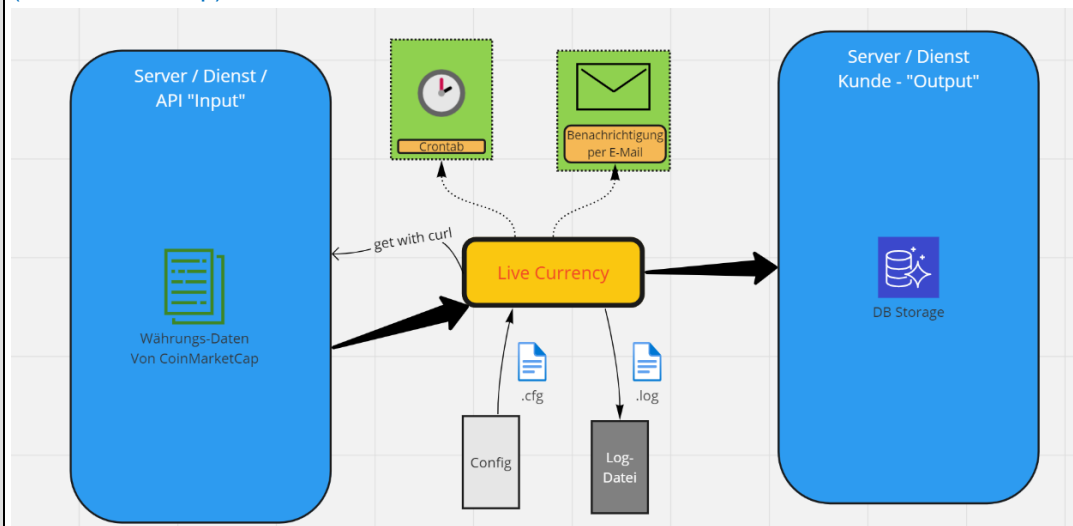 Server / Dienst /
API "Input"
Crontab
Benachrichtigung
per E-Mail
Server / Dienst
Kunde - "Output"
get with curl
Live Currency
Währungs-Daten
Von CoinMarketCap
DB Storage
.cfg
.log
Config
Log-
Datei